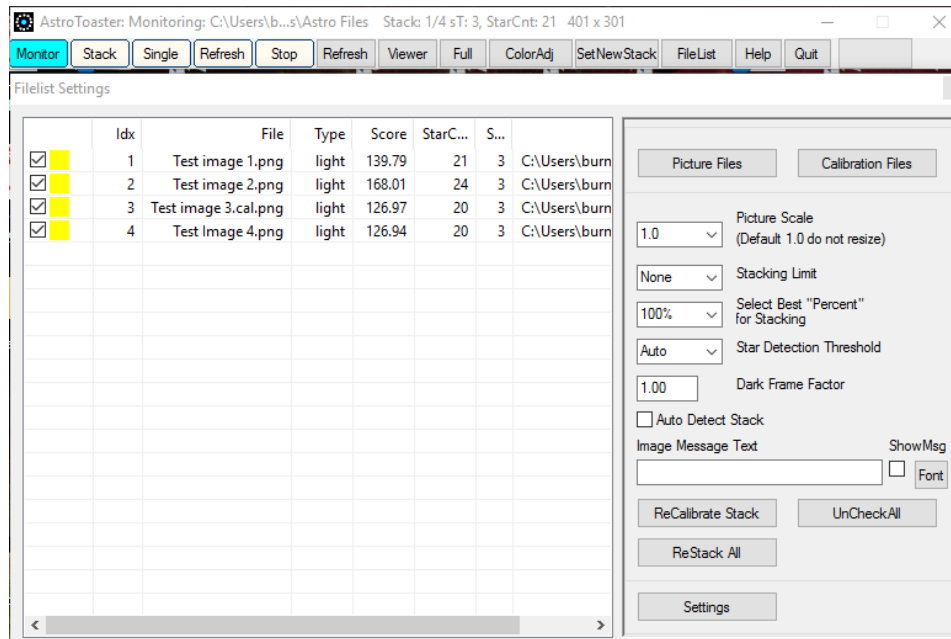 AstroToaster: Monitoring: C:\Users\b...s\Astro Files Stack: 1/4 sT: 3, StarCnt: 21 401 x 301
Monitor Stack Single Refresh Stop Refresh Viewer Full ColorAdj SetNewStack FileList Help Quit
Filelist Settings
Idx File Type Score StarC... S...
1 Test image 1.png light 139.79 21 3 C:\Users\burn
2 Test image 2.png light 168.01 24 3 C:\Users\burn
3 Test image 3.cal.png light 126.97 20 3 C:\Users\burn
4 Test Image 4.png light 126.94 20 3 C:\Users\burn
Picture Files Calibration Files
Picture Scale
1.0 (Default 1.0 do not resize)
None Stacking Limit
100% Select Best "Percent"
for Stacking
Auto Star Detection Threshold
1.00 Dark Frame Factor
Auto Detect Stack
Image Message Text ShowMsg
Font
ReCalibrate Stack UnCheckAll
ReStack All
Settings